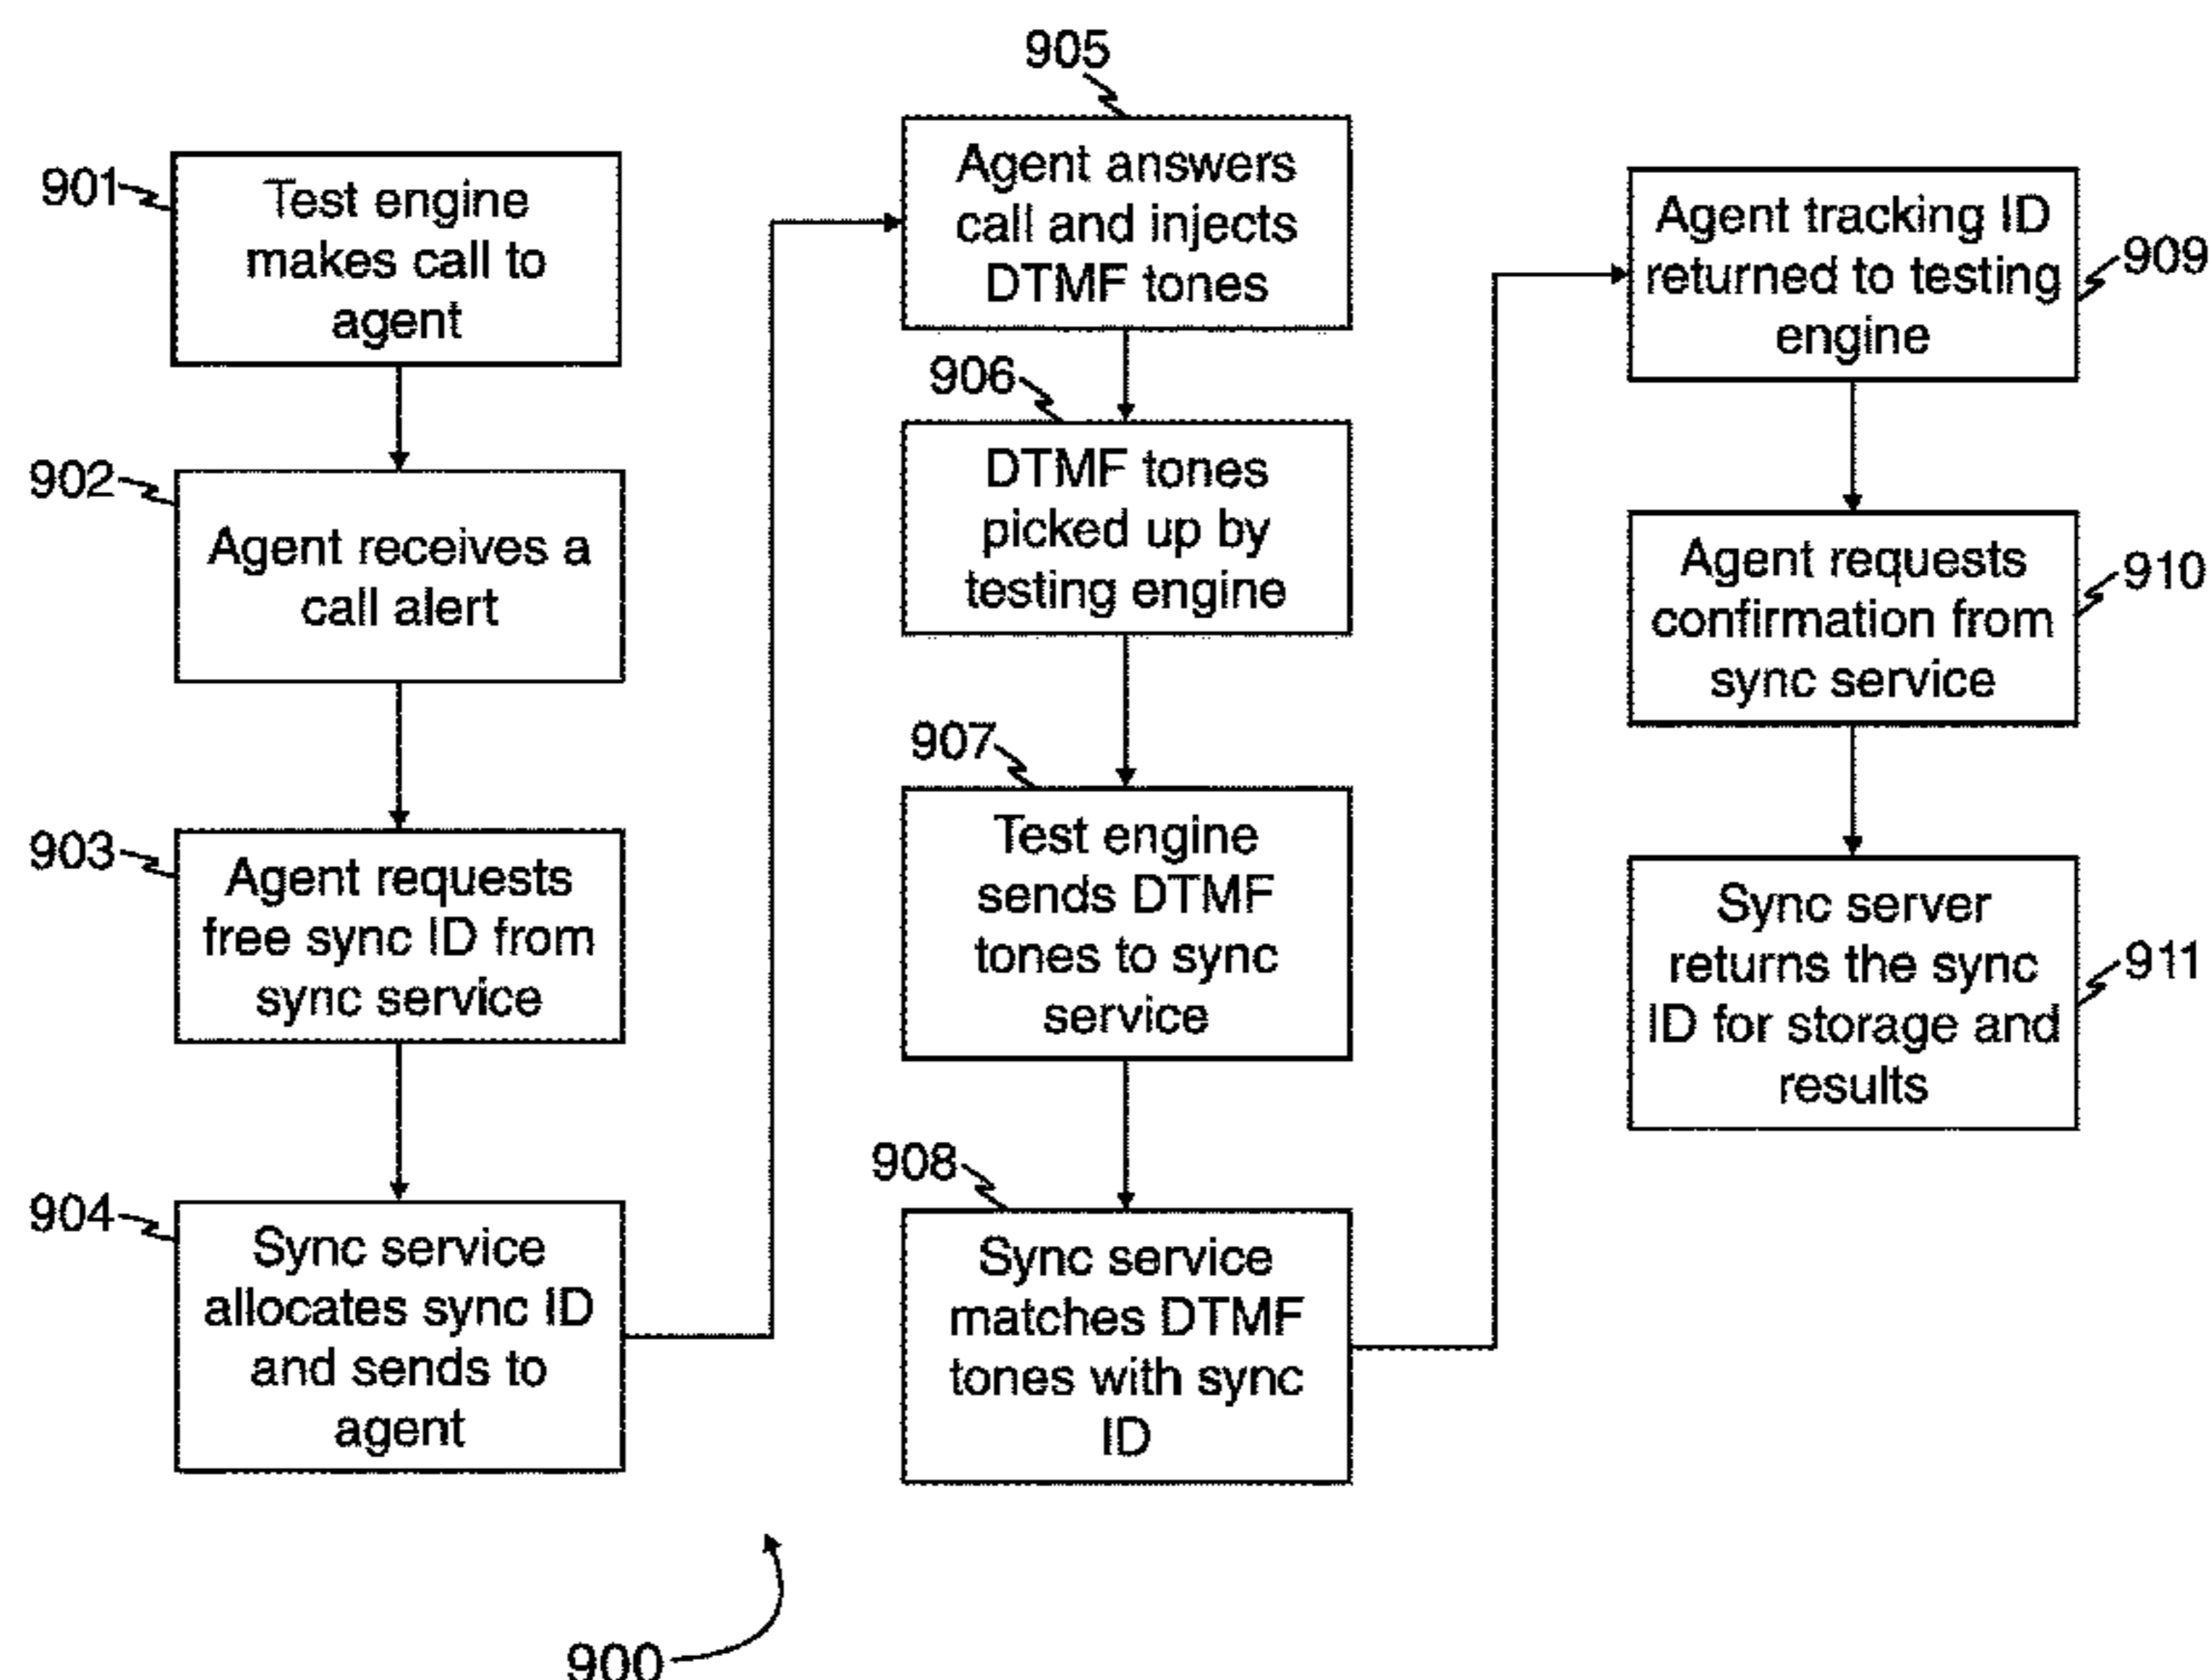 901
Test engine
makes call to
agent
902
Agent receives a
call alert
903
Agent requests
free sync ID from
sync service
904
Sync service
allocates sync ID
and sends to
agent
905
Agent answers
call and injects
DTMF tones
906
DTMF tones
picked up by
testing engine
907
Test engine
sends DTMF
tones to sync
service
908
Sync service
matches DTMF
tones with sync
ID
909
Agent tracking ID
returned to testing
engine
910
Agent requests
confirmation from
sync service
911
Sync server
returns the sync
ID for storage and
results
900